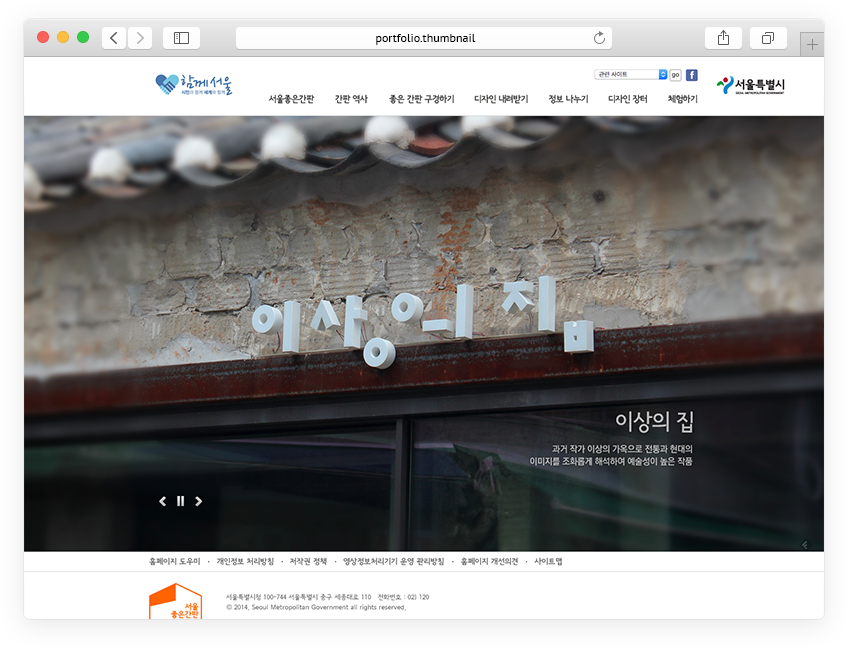 portfolio.thumbnail
함께서울
시민과 함께 세계와 함께
관련 사이트
go
f
서울특별시
SEOUL METROPOLITAN GOVERNMENT
서울좋은간판 간판 역사 좋은 간판 구경하기 디자인 내려받기 정보 나누기 디자인 장터 체험하기
이상의집
이상의 집
과거 작가 이상의 가옥으로 전통과 현대의
이미지를 조화롭게 해석하여 예술성이 높은 작품
홈페이지 도우미 · 개인정보 처리방침 · 저작권 정책 · 영상정보처리기기 운영 관리방침 · 홈페이지 개선의견 · 사이트맵
서울
좋은간판
서울특별시청 100-744 서울특별시 중구 세종대로 110 전화번호 : 02) 120
© 2014. Seoul Metropolitan Government all rights reserved.